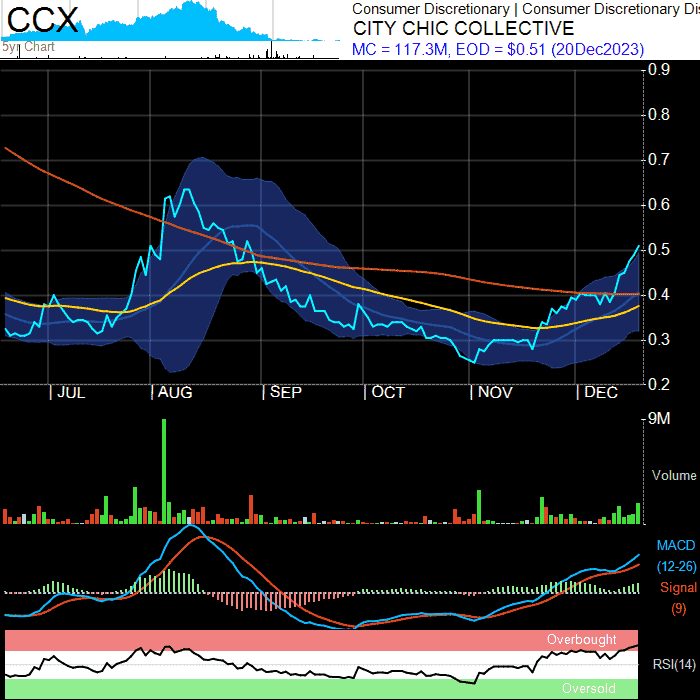 CCX
5yr Chart
Consumer Discretionary | Consumer Discretionary Dis
CITY CHIC COLLECTIVE
MC = 117.3M, EOD = $0.51 (20Dec2023)
0.9
0.8
0.7
0.6
0.5
0.4
0.3
0.2
| JUL | AUG | SEP | OCT | NOV | DEC
9M
Volume
MACD
(12-26)
Signal
(9)
Overbought
RSI(14)
Oversold